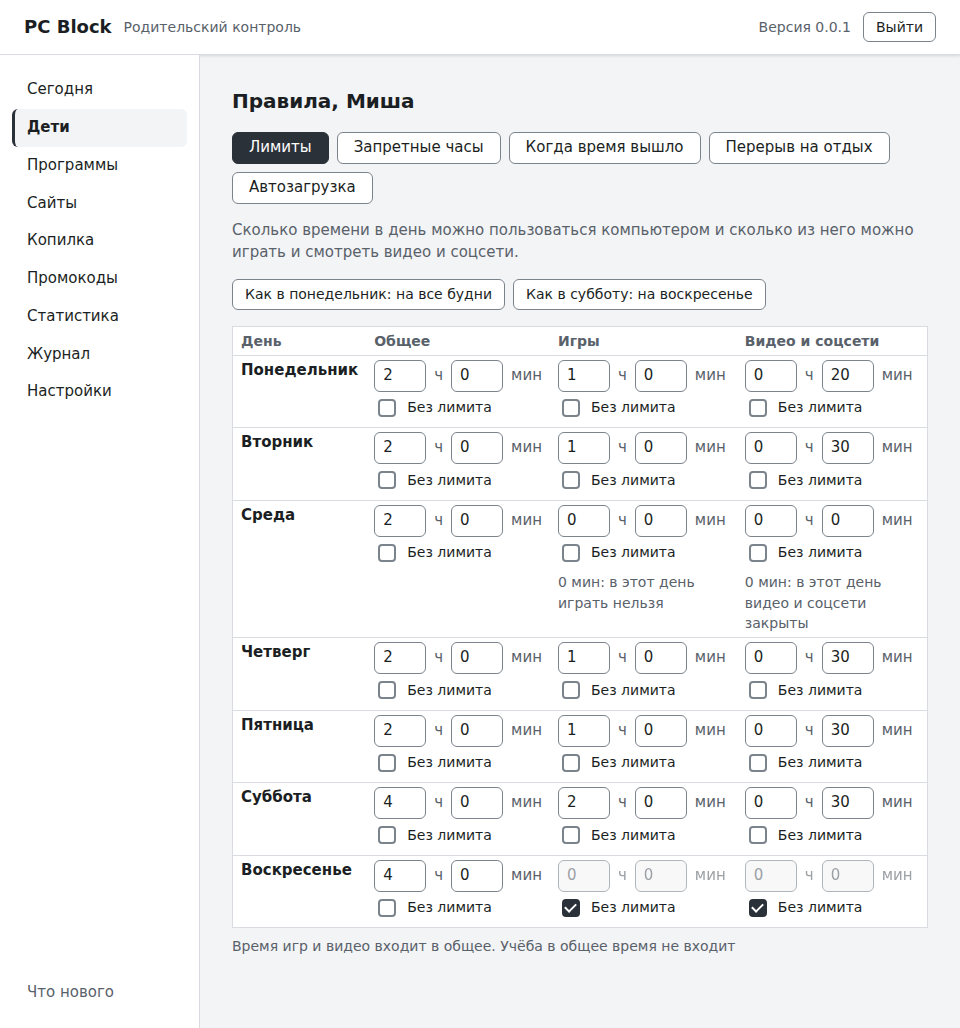 PC Block Родительский контроль Версия 0.0.1 Выйти
Сегодня
Дети
Программы
Сайты
Копилка
Промокоды
Статистика
Журнал
Настройки
Что нового
Правила, Миша
Лимиты Запретные часы Когда время вышло Перерыв на отдых
Автозагрузка
Сколько времени в день можно пользоваться компьютером и сколько из него можно
играть и смотреть видео и соцсети.
Как в понедельник: на все будни Как в субботу: на воскресенье
День Общее Игры Видео и соцсети
Понедельник 2 ч 0 мин 1 ч 0 мин 0 ч 20 мин
Без лимита Без лимита Без лимита
Вторник 2 ч 0 мин 1 ч 0 мин 0 ч 30 мин
Без лимита Без лимита Без лимита
Среда 2 ч 0 мин 0 ч 0 мин 0 ч 0 мин
Без лимита Без лимита Без лимита
0 мин: в этот день 0 мин: в этот день
играть нельзя видео и соцсети
закрыты
Четверг 2 ч 0 мин 1 ч 0 мин 0 ч 30 мин
Без лимита Без лимита Без лимита
Пятница 2 ч 0 мин 1 ч 0 мин 0 ч 30 мин
Без лимита Без лимита Без лимита
Суббота 4 ч 0 мин 2 ч 0 мин 0 ч 30 мин
Без лимита Без лимита Без лимита
Воскресенье 4 ч 0 мин 0 ч 0 мин 0 ч 0 мин
Без лимита Без лимита Без лимита
Время игр и видео входит в общее. Учёба в общее время не входит